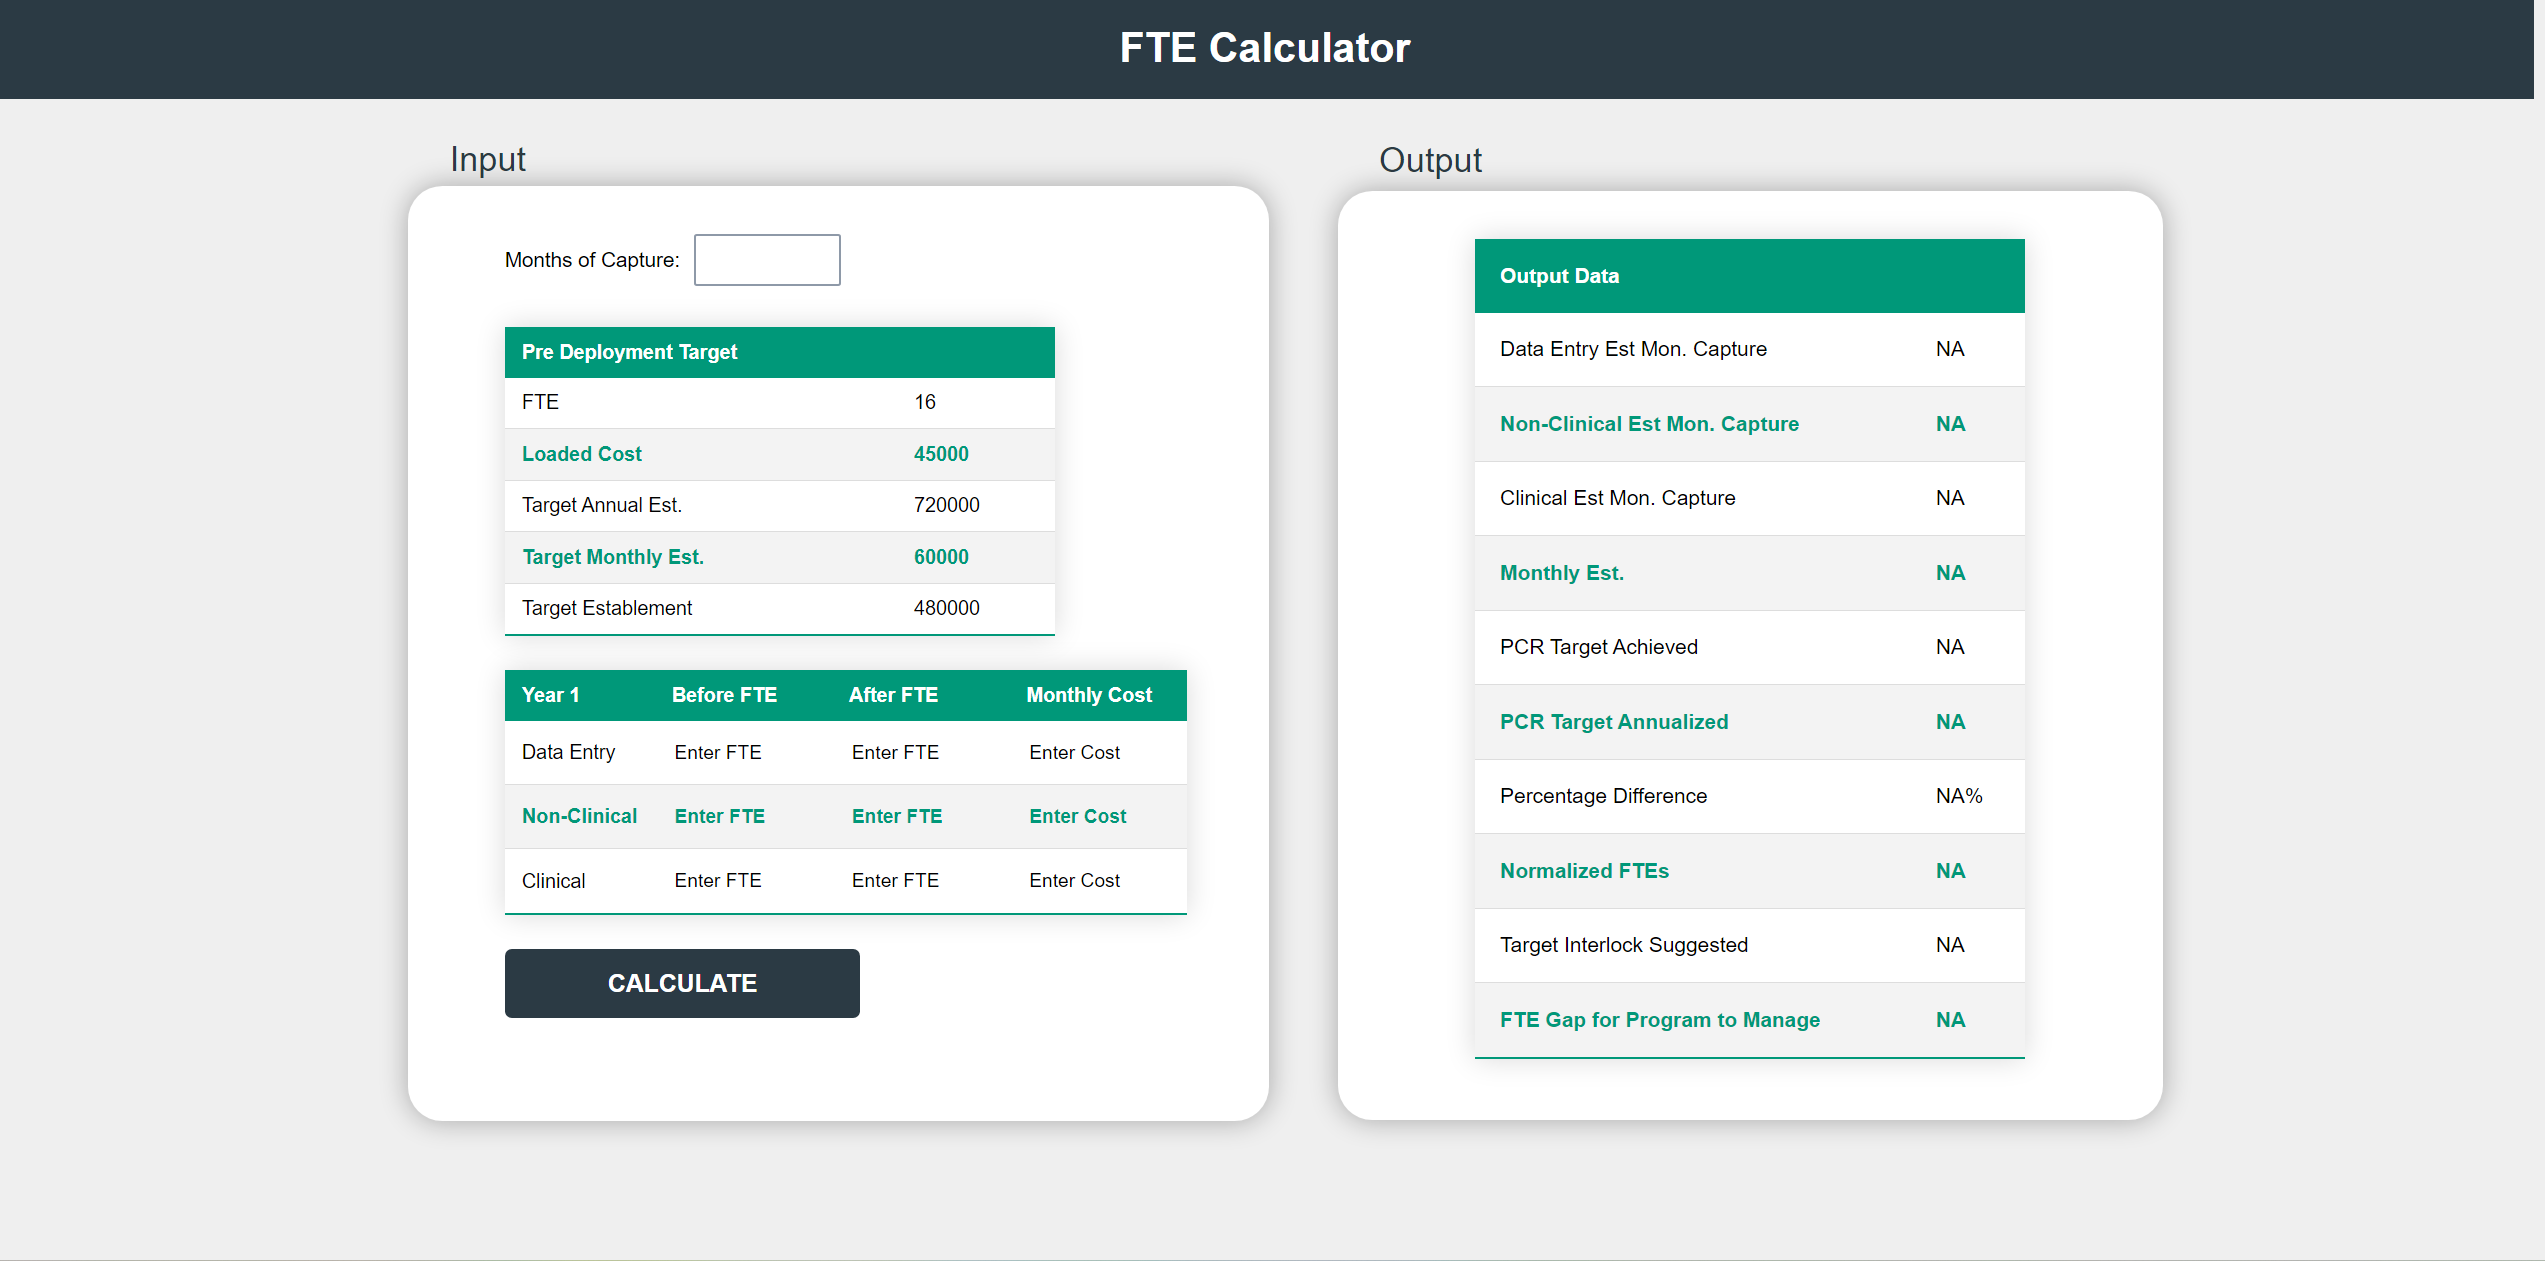 FTE Calculator
Input
Months of Capture:
Pre Deployment Target
FTE 16
Loaded Cost 45000
Target Annual Est. 720000
Target Monthly Est. 60000
Target Establement 480000
Year 1 Before FTE After FTE Monthly Cost
Data Entry Enter FTE Enter FTE Enter Cost
Non-Clinical Enter FTE Enter FTE Enter Cost
Clinical Enter FTE Enter FTE Enter Cost
CALCULATE
Output
Output Data
Data Entry Est Mon. Capture NA
Non-Clinical Est Mon. Capture NA
Clinical Est Mon. Capture NA
Monthly Est. NA
PCR Target Achieved NA
PCR Target Annualized NA
Percentage Difference NA%
Normalized FTEs NA
Target Interlock Suggested NA
FTE Gap for Program to Manage NA